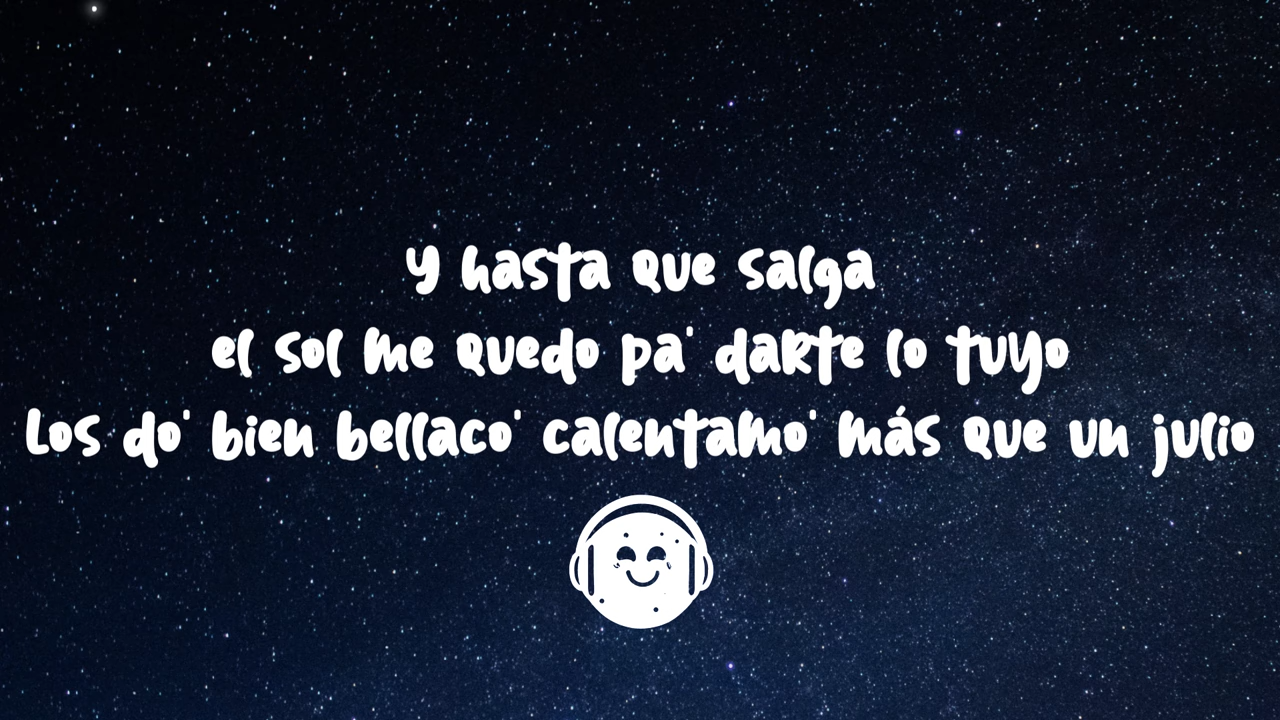 Y hasta que salga
el sol me quedo pa' darte lo tuyo
Los do' bien bellaco' calentamo' más que un julio